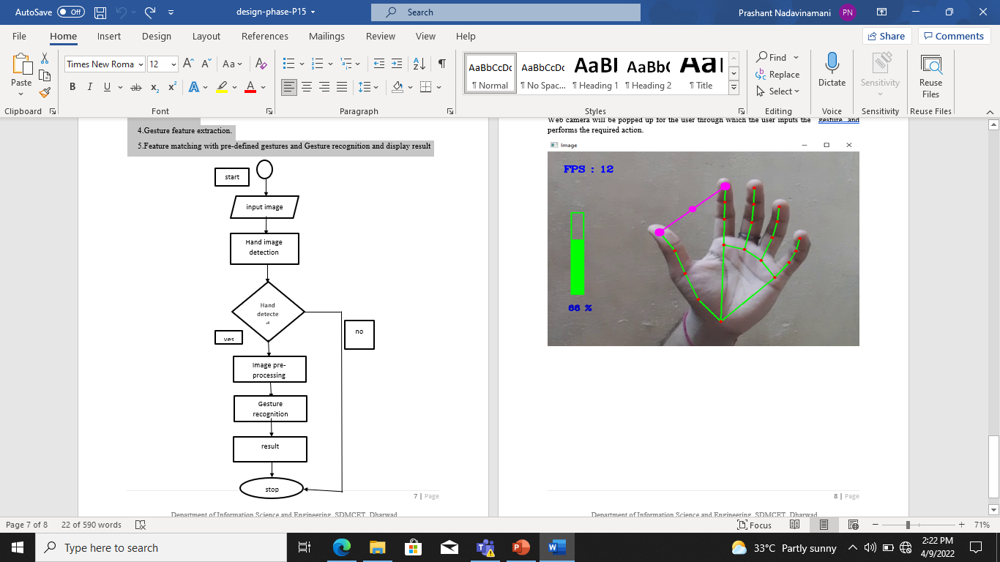 AutoSave Off design-phase-P15 Search Prashant Nadavinamani PN
File Home Insert Design Layout References Mailings Review View Help Share Comments
Paste
Clipboard
Times New Roma 12 Aa
B I U ab x₂ x² A A
Font
Paragraph
AaBbCcDc AaBbCcDc AaBl AaBb( Aal
¶ Normal ¶ No Spac... ¶ Heading 1 ¶ Heading 2 ¶ Title
Styles
Find
Replace
Select
Editing
Dictate
Voice
Sensitivity
Sensitivity
Reuse
Files
Reuse Files
4.Gesture feature extraction.
5.Feature matching with pre-defined gestures and Gesture recognition and display result
start
input image
Hand image
detection
Hand
detecte
d
yes
no
Image pre-
processing
Gesture
recognition
result
stop
7 | Page
Department of Information Science and Engineering, SDMCET, Dharwad
Web camera will be popped up for the user through which the user inputs the gesture and
performs the required action.
Image
FPS : 12
66 %
8 | Page
Department of Information Science and Engineering, SDMCET, Dharwad
Page 7 of 8 22 of 590 words Focus 71%
Type here to search
33°C Partly sunny
2:22 PM
4/9/2022